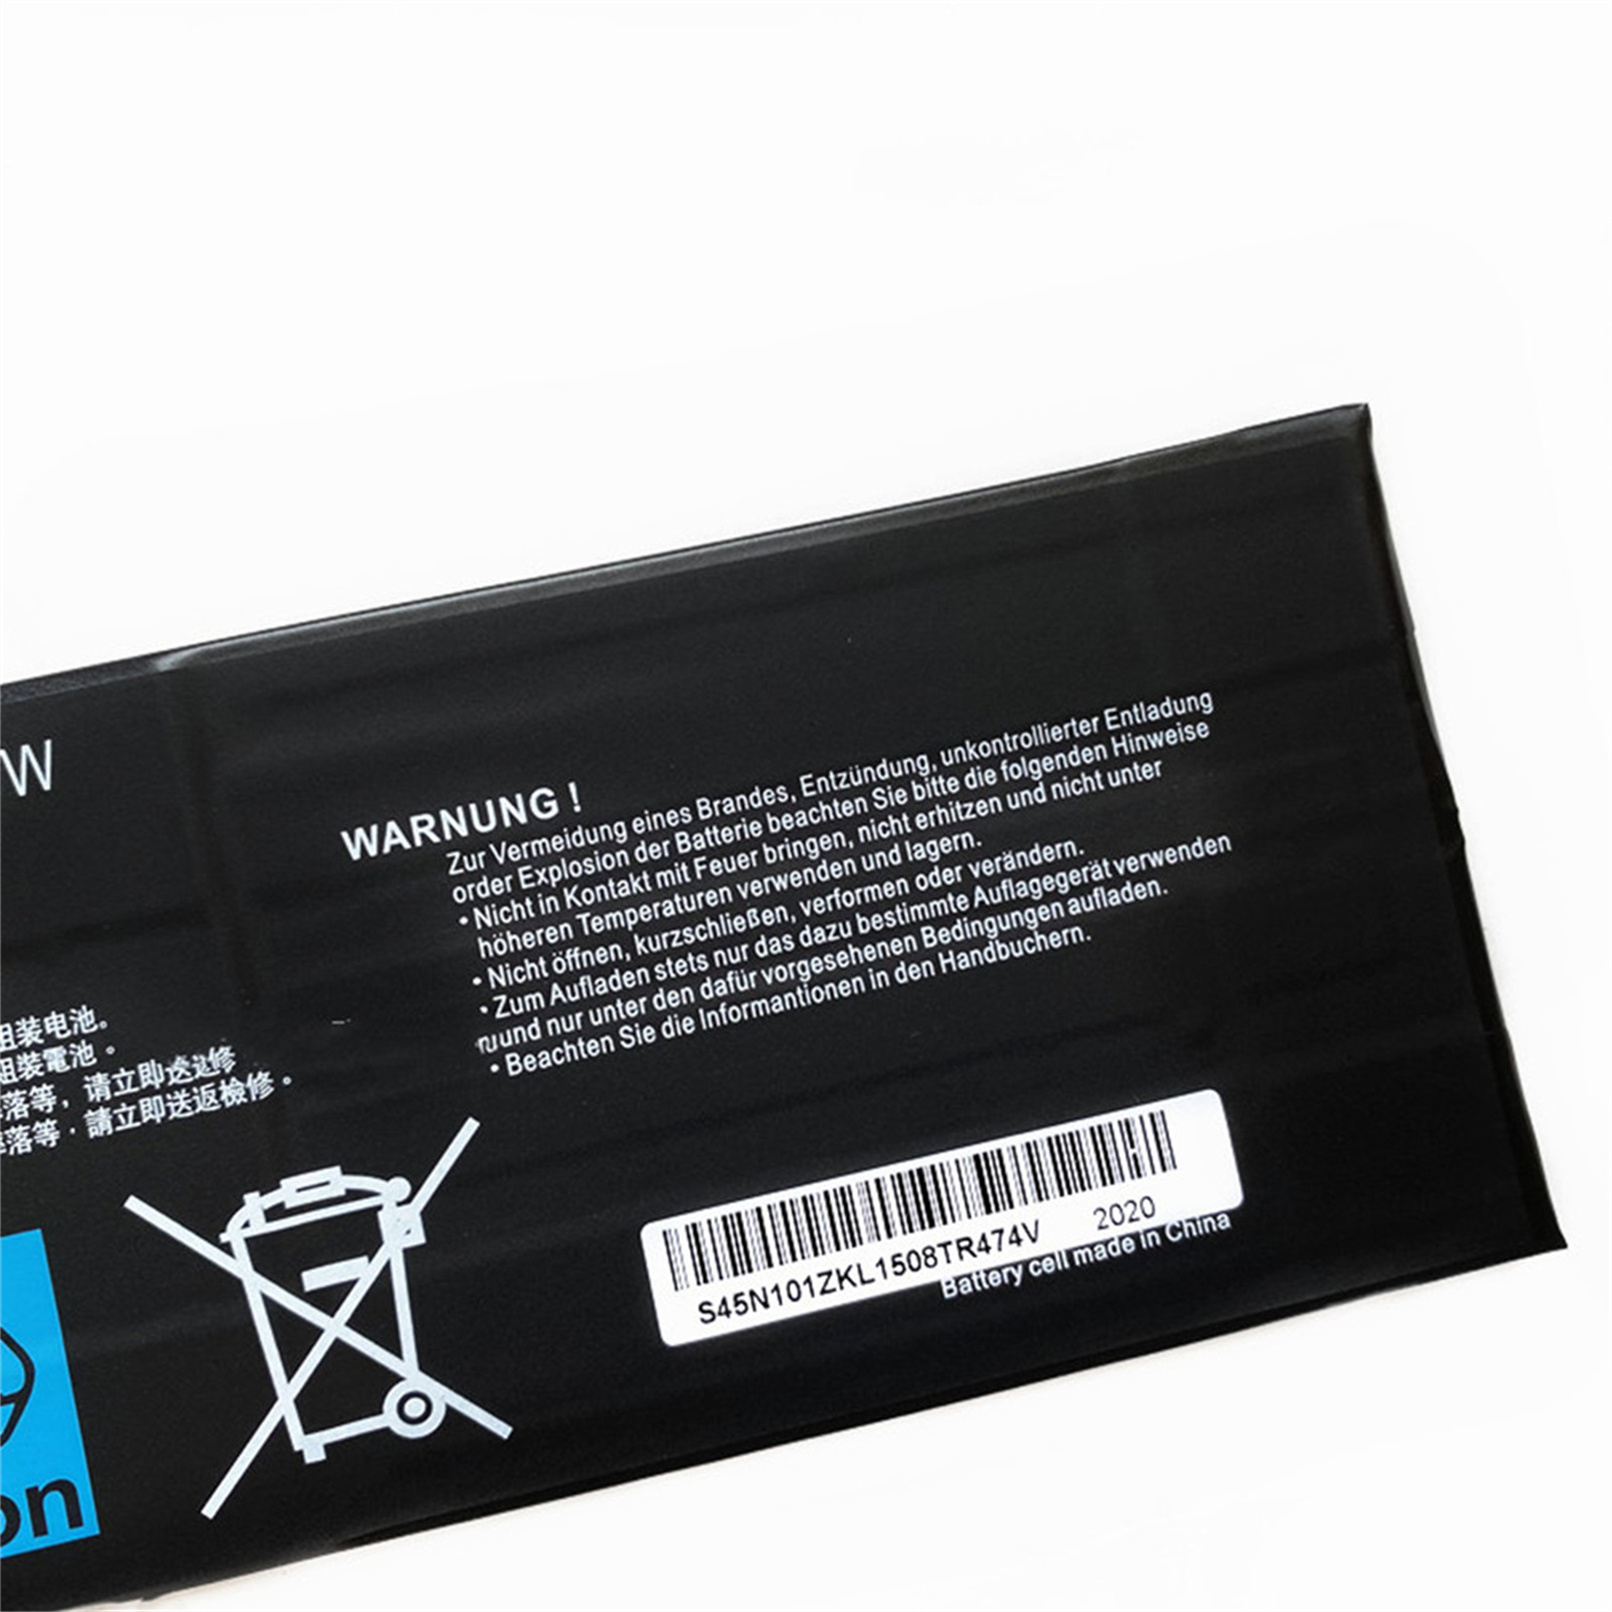 W
WARNUNG !
Zur Vermeidung eines Brandes, Entzündung, unkontrollierter Entladung
order Explosion der Batterie beachten Sie bitte die folgenden Hinweise
• Nicht in Kontakt mit Feuer bringen, nicht erhitzen und nicht unter
höheren Temperaturen verwenden und lagern.
• Nicht öffnen, kurzschließen, verformen oder verändern.
• Zum Aufladen stets nur das dazu bestimmte Auflagegerät verwenden
und nur unter den dafür vorgesehenen Bedingungen aufladen.
• Beachten Sie die Informantionen in den Handbuchern.
组装电池。
組裝電池。
落等，请立即送修
落等，請立即送返檢修。
on
S45N101ZKL1508TR474V 2020
Battery cell made in China